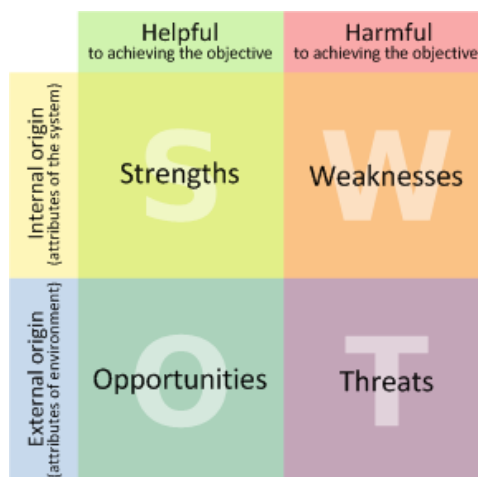 Helpful
to achieving the objective
Harmful
to achieving the objective
Internal origin
(attributes of the system)
S
Strengths
W
Weaknesses
External origin
(attributes of environment)
O
Opportunities
T
Threats